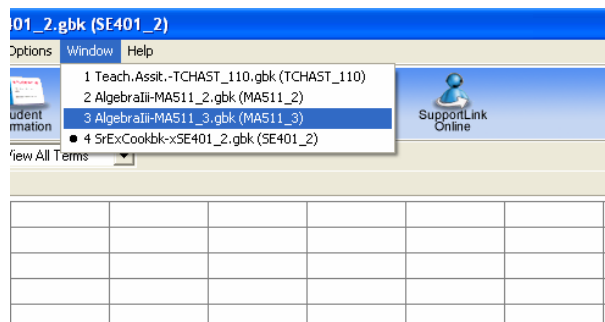 401_2.gbk (SE401_2)
Options Window Help
1 Teach.Assit.-TCHAST_110.gbk (TCHAST_110)
2 AlgebraIii-MA511_2.gbk (MA511_2)
3 AlgebraIii-MA511_3.gbk (MA511_3)
● 4 SrExCookbk-xSE401_2.gbk (SE401_2)
udent
rmation
SupportLink
Online
View All Terms